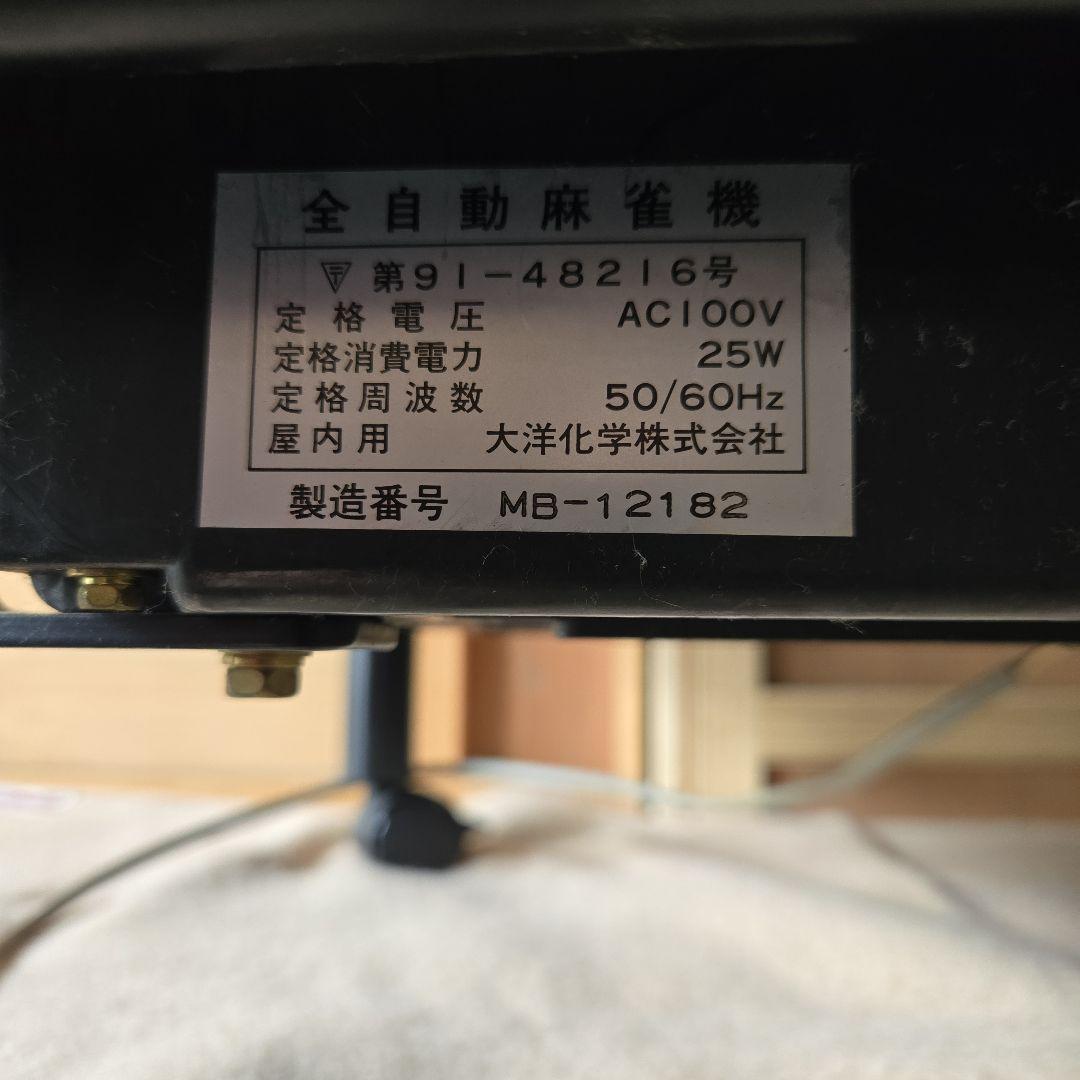 全自動麻雀機
第91-48216号
定格電圧 AC100V
定格消費電力 25W
定格周波数 50/60Hz
屋内用 大洋化学株式会社
製造番号 MB-12182